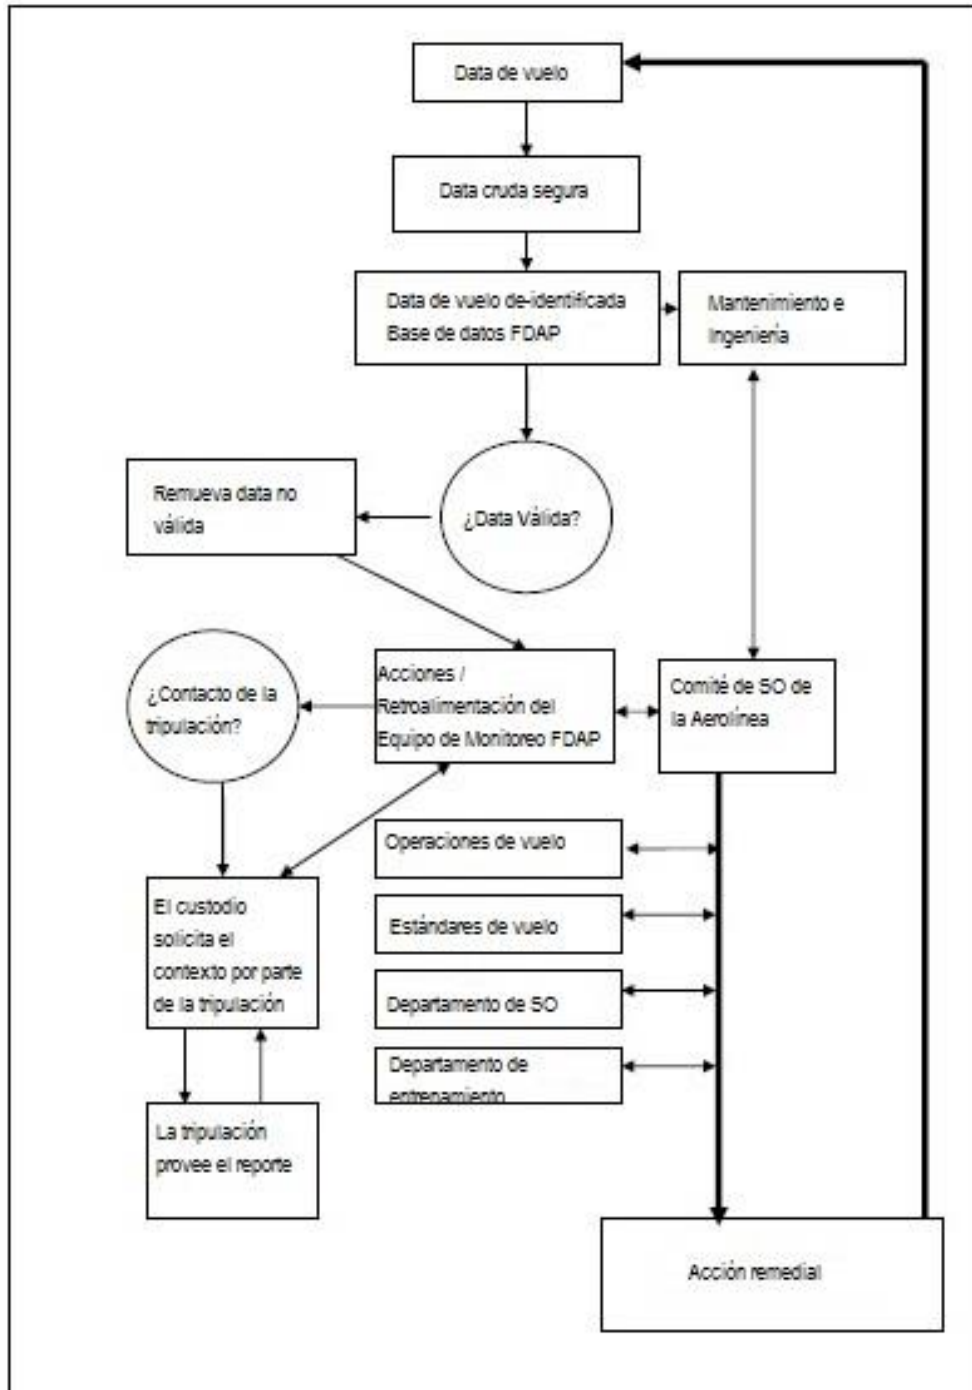 Data de vuelo
Data cruda segura
Data de vuelo de-identificada
Base de datos FDAP
Mantenimiento e
Ingeniería
Remueva data no
válida
¿Data Válida?
¿Contacto de la
tripulación?
Acciones /
Retroalimentación del
Equipo de Monitoreo FDAP
Comité de SO de
la Aerolínea
Operaciones de vuelo
Estándares de vuelo
Departamento de SO
Departamento de
entrenamiento
El custodio
solicita el
contexto por parte
de la tripulación
La tripulación
provee el reporte
Acción remedial